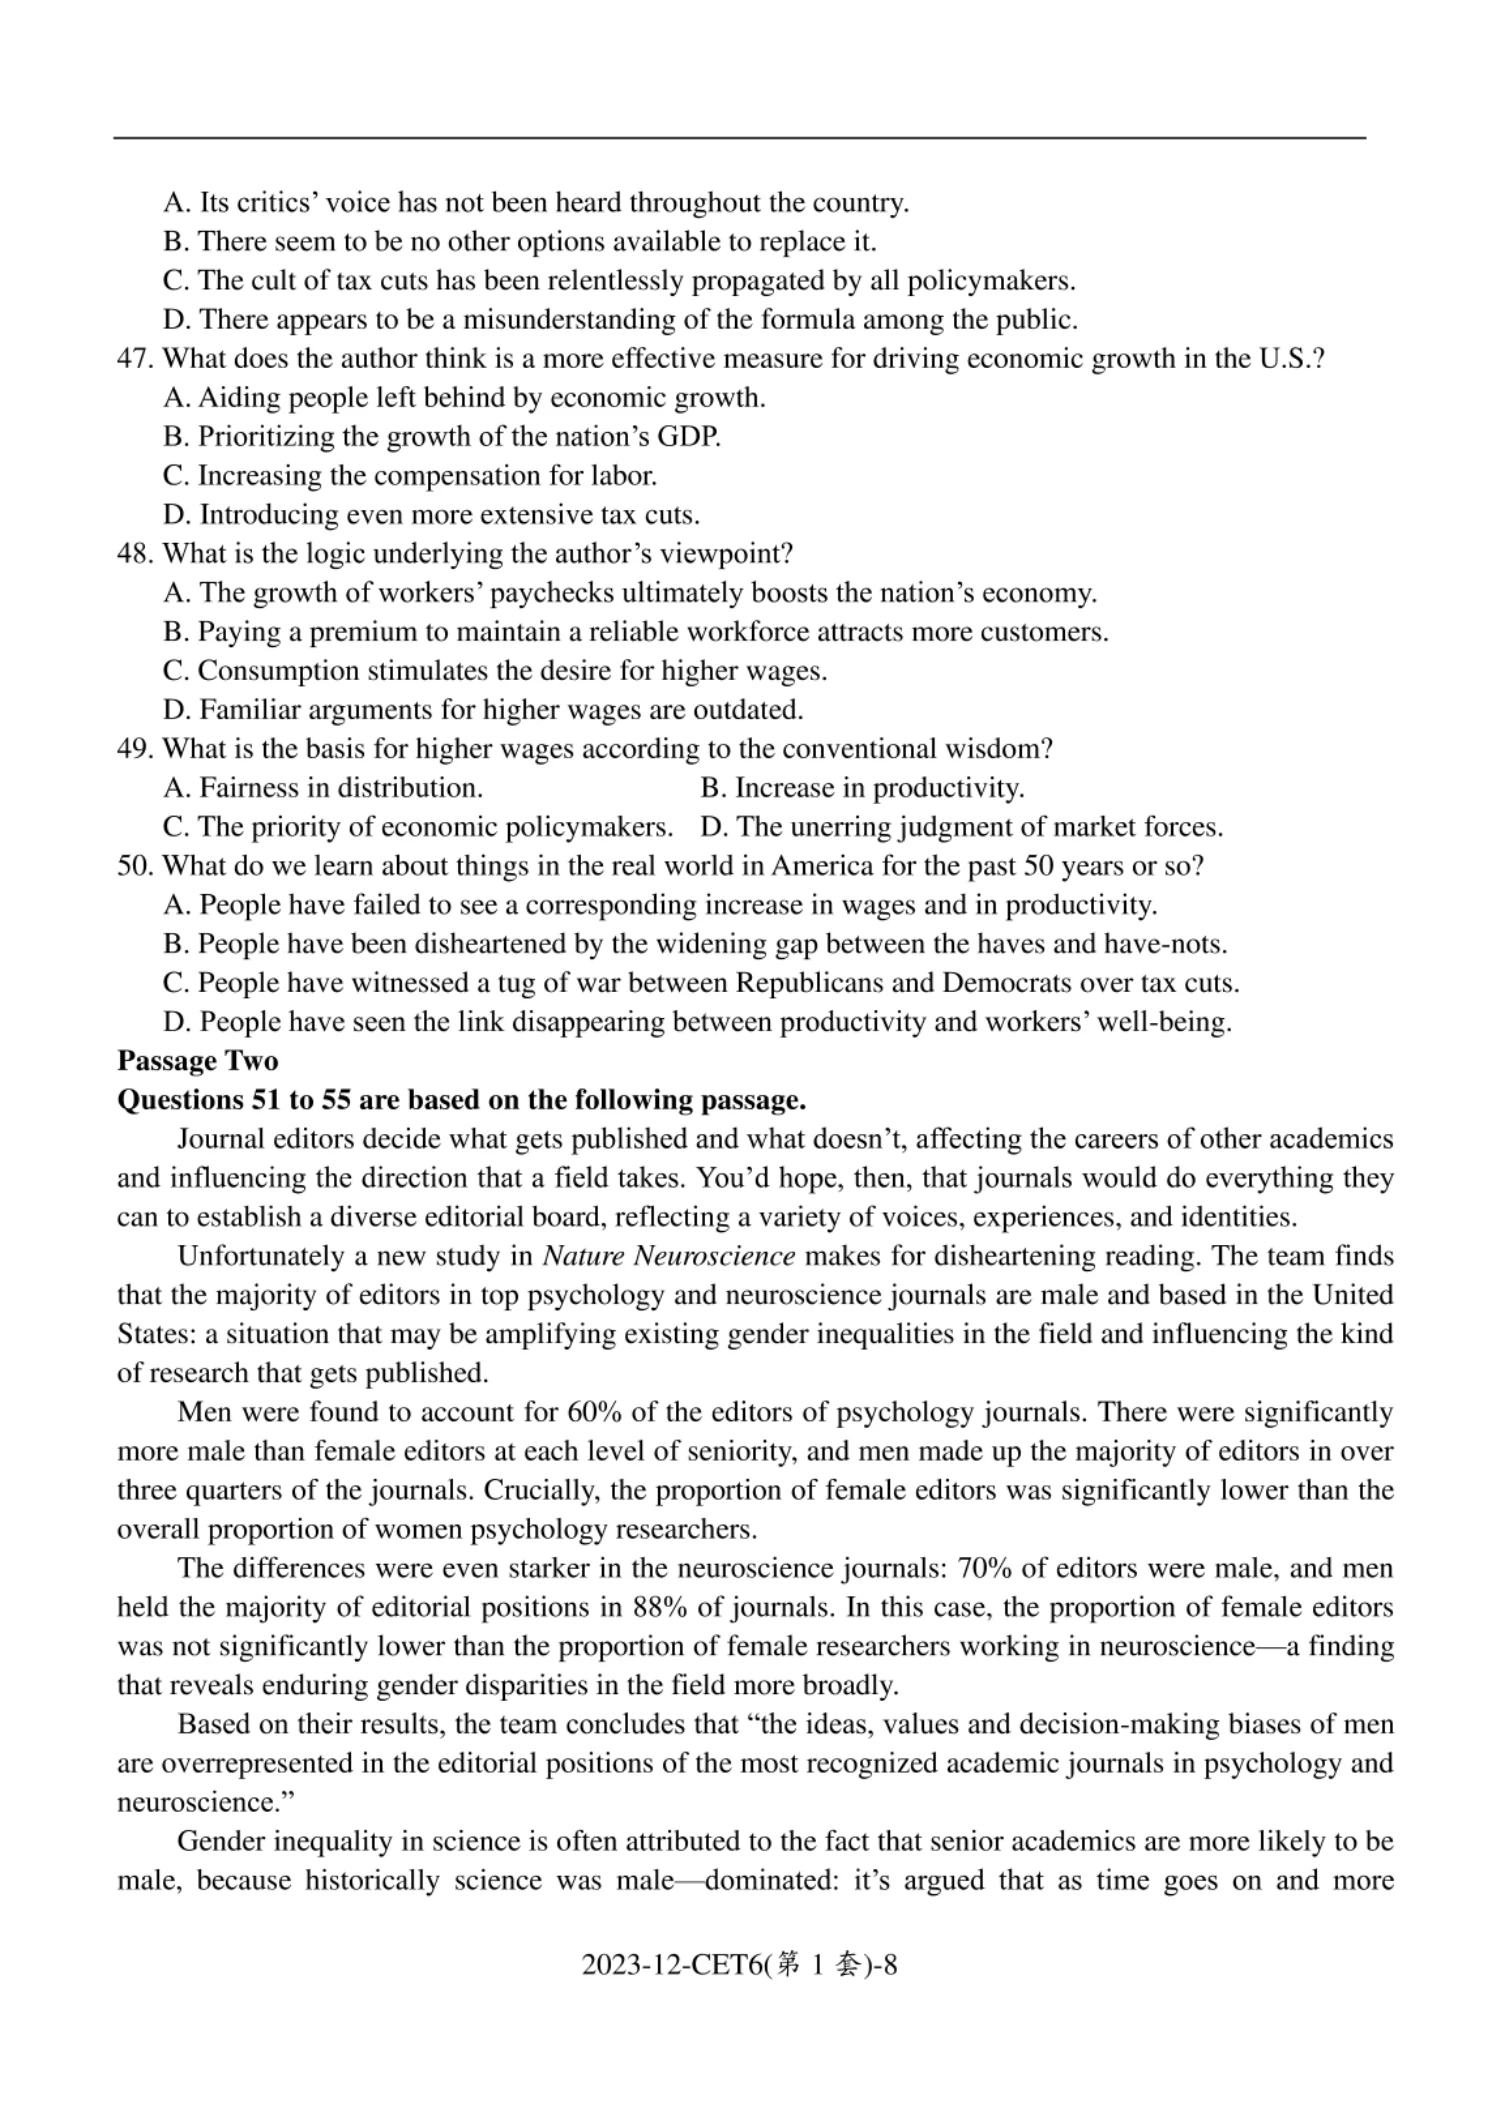 A. Its critics’ voice has not been heard throughout the country.
B. There seem to be no other options available to replace it.
C. The cult of tax cuts has been relentlessly propagated by all policymakers.
D. There appears to be a misunderstanding of the formula among the public.
47. What does the author think is a more effective measure for driving economic growth in the U.S.?
A. Aiding people left behind by economic growth.
B. Prioritizing the growth of the nation’s GDP.
C. Increasing the compensation for labor.
D. Introducing even more extensive tax cuts.
48. What is the logic underlying the author’s viewpoint?
A. The growth of workers’ paychecks ultimately boosts the nation’s economy.
B. Paying a premium to maintain a reliable workforce attracts more customers.
C. Consumption stimulates the desire for higher wages.
D. Familiar arguments for higher wages are outdated.
49. What is the basis for higher wages according to the conventional wisdom?
A. Fairness in distribution. B. Increase in productivity.
C. The priority of economic policymakers. D. The unerring judgment of market forces.
50. What do we learn about things in the real world in America for the past 50 years or so?
A. People have failed to see a corresponding increase in wages and in productivity.
B. People have been disheartened by the widening gap between the haves and have-nots.
C. People have witnessed a tug of war between Republicans and Democrats over tax cuts.
D. People have seen the link disappearing between productivity and workers’ well-being.
Passage Two
Questions 51 to 55 are based on the following passage.
Journal editors decide what gets published and what doesn’t, affecting the careers of other academics
and influencing the direction that a field takes. You’d hope, then, that journals would do everything they
can to establish a diverse editorial board, reflecting a variety of voices, experiences, and identities.
Unfortunately a new study in Nature Neuroscience makes for disheartening reading. The team finds
that the majority of editors in top psychology and neuroscience journals are male and based in the United
States: a situation that may be amplifying existing gender inequalities in the field and influencing the kind
of research that gets published.
Men were found to account for 60% of the editors of psychology journals. There were significantly
more male than female editors at each level of seniority, and men made up the majority of editors in over
three quarters of the journals. Crucially, the proportion of female editors was significantly lower than the
overall proportion of women psychology researchers.
The differences were even starker in the neuroscience journals: 70% of editors were male, and men
held the majority of editorial positions in 88% of journals. In this case, the proportion of female editors
was not significantly lower than the proportion of female researchers working in neuroscience—a finding
that reveals enduring gender disparities in the field more broadly.
Based on their results, the team concludes that “the ideas, values and decision-making biases of men
are overrepresented in the editorial positions of the most recognized academic journals in psychology and
neuroscience.”
Gender inequality in science is often attributed to the fact that senior academics are more likely to be
male, because historically science was male—dominated: it’s argued that as time goes on and more
2023-12-CET6(第 1 套)-8